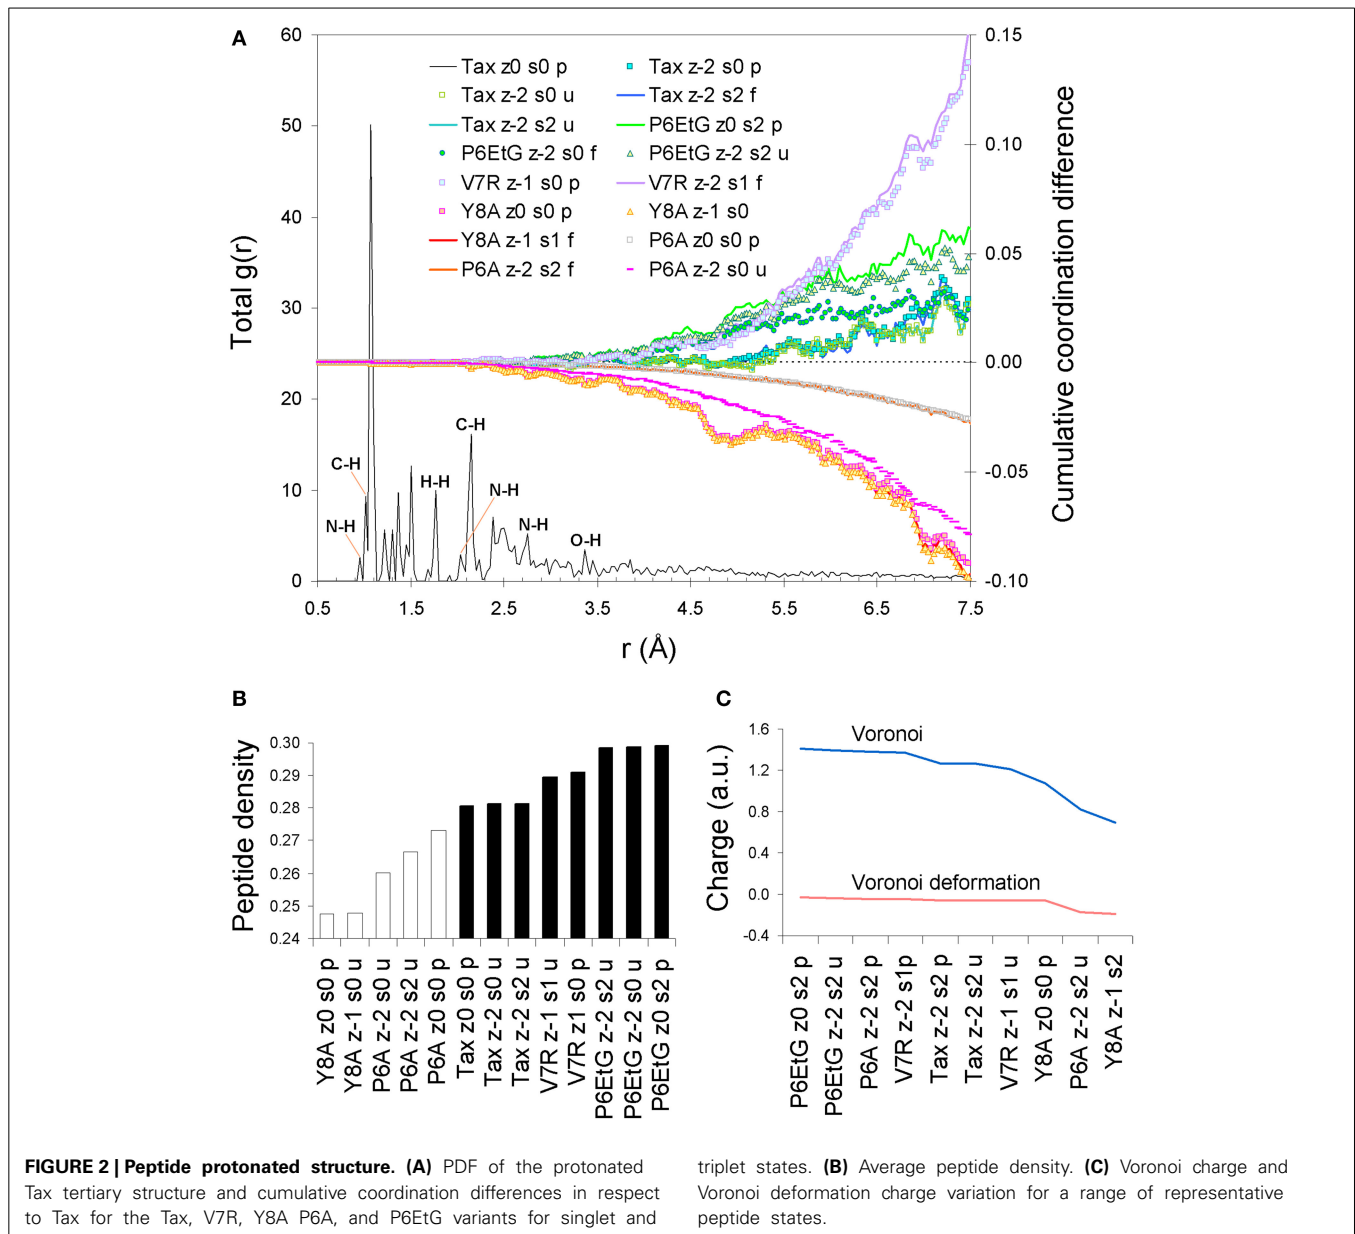 A
60
50
40
30
20
10
0
Total g(r)
0.15
0.10
0.05
0.00
-0.05
-0.10
Cumulative coordination difference
Tax z0 s0 p
Tax z-2 s0 p
Tax z-2 s0 u
Tax z-2 s2 f
Tax z-2 s2 u
P6EtG z0 s2 p
P6EtG z-2 s0 f
P6EtG z-2 s2 u
V7R z-1 s0 p
V7R z-2 s1 f
Y8A z0 s0 p
Y8A z-1 s0
Y8A z-1 s1 f
P6A z0 s0 p
P6A z-2 s2 f
P6A z-2 s0 u
N-H
C-H
H-H
C-H
N-H
N-H
O-H
0.5 1.5 2.5 3.5 4.5 5.5 6.5 7.5
r (Å)
B
Peptide density
0.30
0.29
0.28
0.27
0.26
0.25
0.24
Y8A z0 s0 p
Y8A z-1 s0 u
P6A z-2 s0 u
P6A z-2 s2 u
P6A z0 s0 p
Tax z0 s0 p
Tax z-2 s0 u
Tax z-2 s2 u
V7R z-1 s1 u
V7R z1 s0 p
P6EtG z-2 s2 u
P6EtG z-2 s0 u
P6EtG z0 s2 p
C
Charge (a.u.)
1.6
1.2
0.8
0.4
0.0
-0.4
Voronoi
Voronoi deformation
P6EtG z0 s2 p
P6EtG z-2 s2 u
P6A z-2 s2 p
V7R z-2 s1p
Tax z-2 s2 p
Tax z-2 s2 u
V7R z-1 s1 u
Y8A z0 s0 p
P6A z-2 s2 u
Y8A z-1 s2
FIGURE 2 | Peptide protonated structure. (A) PDF of the protonated
Tax tertiary structure and cumulative coordination differences in respect
to Tax for the Tax, V7R, Y8A P6A, and P6EtG variants for singlet and
triplet states. (B) Average peptide density. (C) Voronoi charge and
Voronoi deformation charge variation for a range of representative
peptide states.